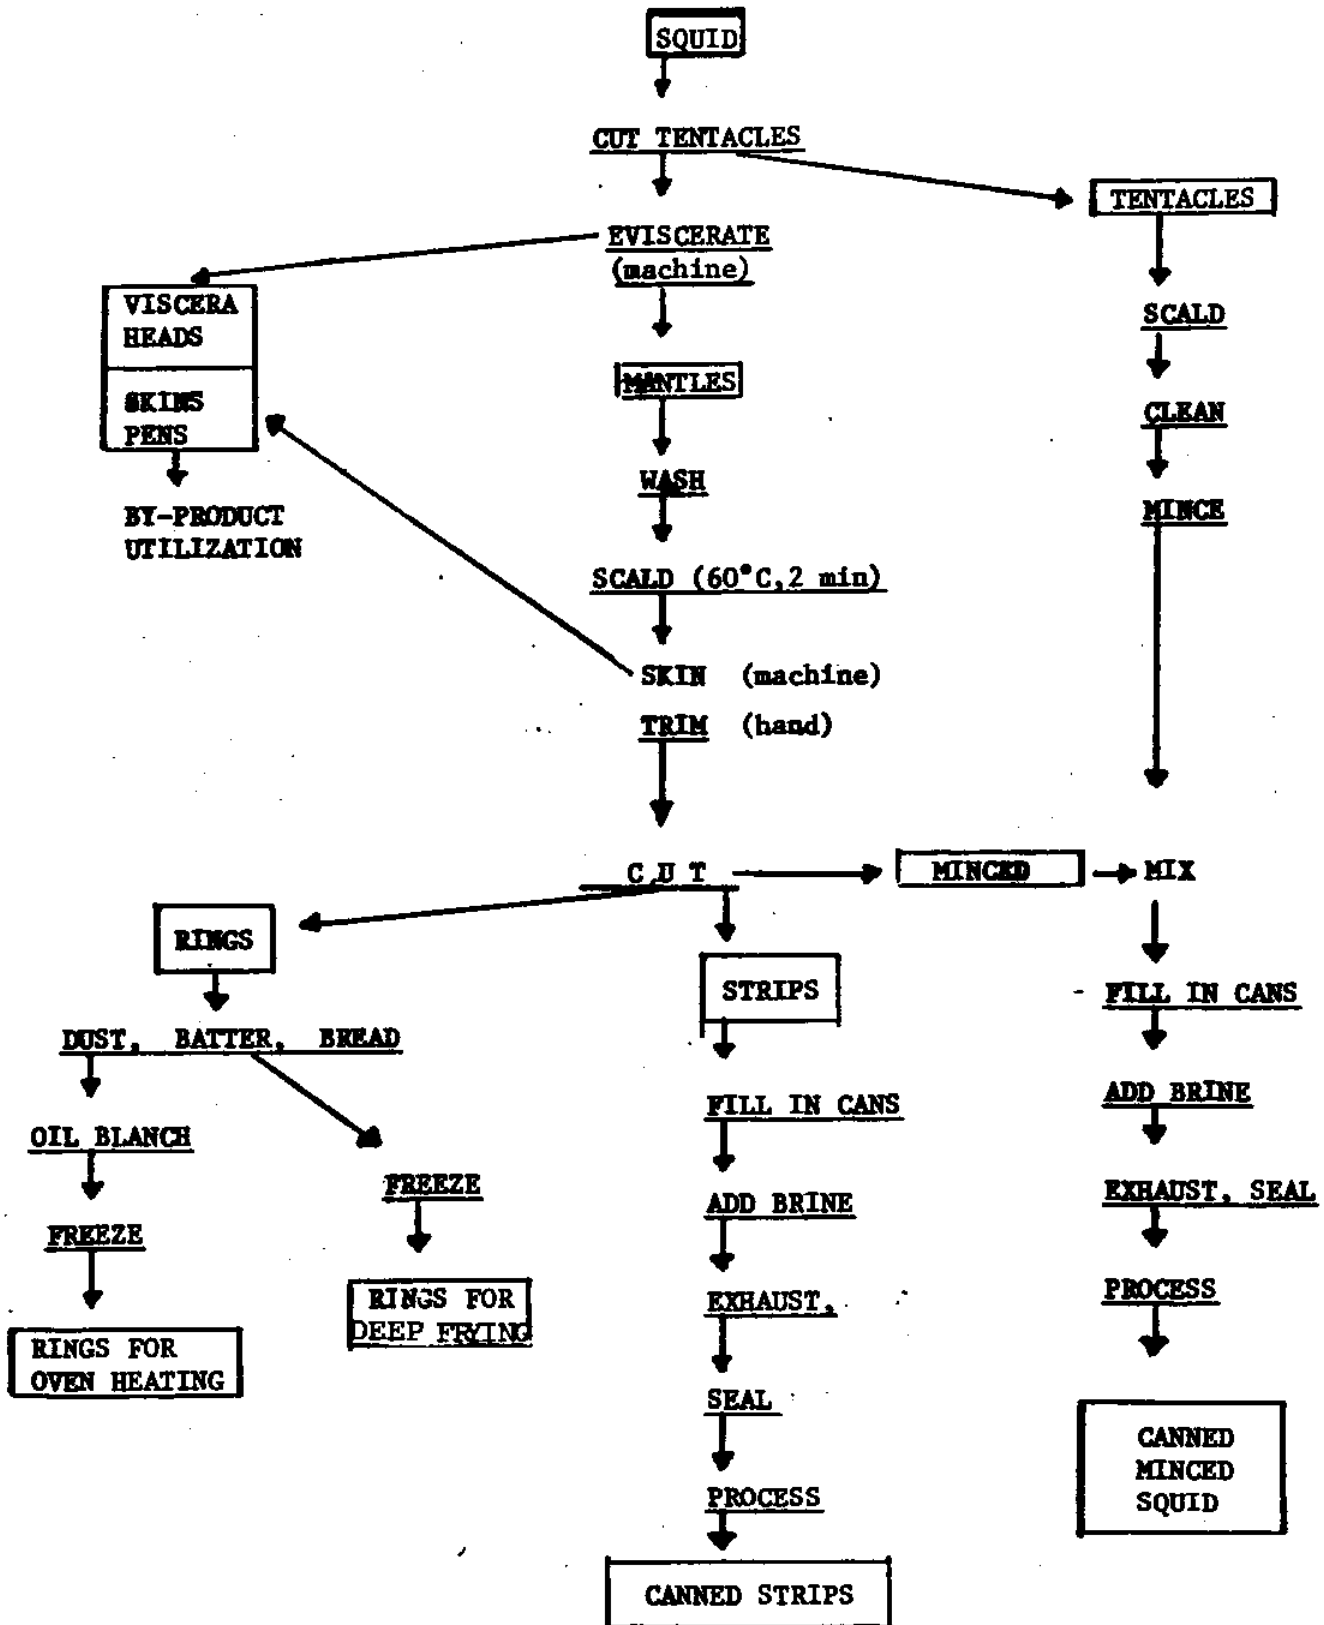 SQUID
CUT TENTACLES
TENTACLES
EVISCERATE
(machine)
VISCERA
HEADS
SKINS
PENS
BY-PRODUCT
UTILIZATION
MANTLES
WASH
SCALD (60°C,2 min)
SKIN (machine)
TRIM (hand)
SCALD
CLEAN
MINCE
C U T
MINCED
MIX
RINGS
DUST, BATTER, BREAD
OIL BLANCH
FREEZE
RINGS FOR
OVEN HEATING
FREEZE
RINGS FOR
DEEP FRYING
STRIPS
FILL IN CANS
ADD BRINE
EXHAUST,
SEAL
PROCESS
CANNED STRIPS
FILL IN CANS
ADD BRINE
EXHAUST, SEAL
PROCESS
CANNED
MINCED
SQUID